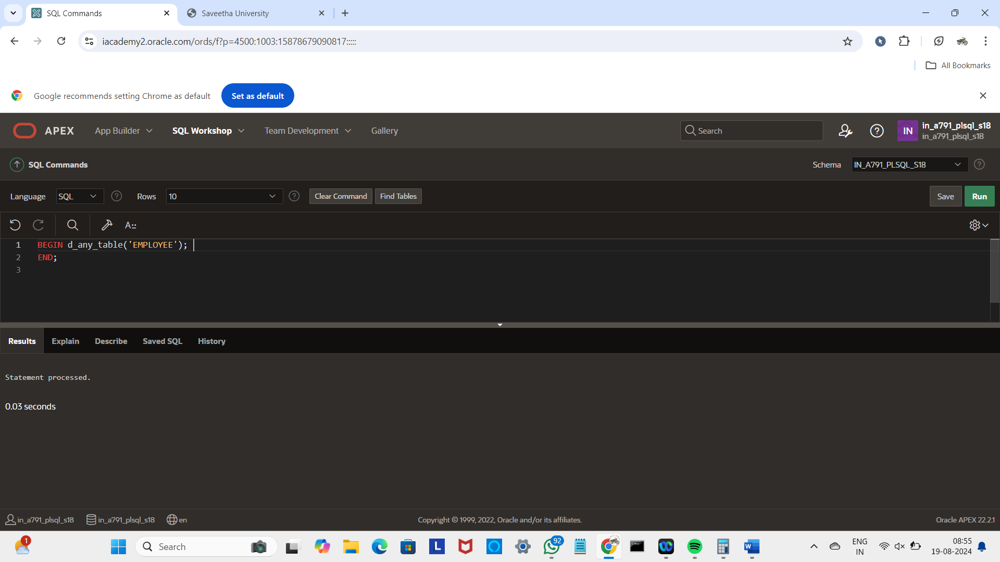 SQL Commands
Saveetha University
iacademy2.oracle.com/ords/f?p=4500:1003:15878679090817:::::
All Bookmarks
Google recommends setting Chrome as default
Set as default
APEX
App Builder
SQL Workshop
Team Development
Gallery
Search
IN
in_a791_plsql_s18
in_a791_plsql_s18
SQL Commands
Schema
IN_A791_PLSQL_S18
Language
SQL
Rows
10
Clear Command
Find Tables
Save
Run
A::
1 BEGIN d_any_table('EMPLOYEE');
2 END;
3
Results
Explain
Describe
Saved SQL
History
Statement processed.
0.03 seconds
in_a791_plsql_s18
in_a791_plsql_s18
en
Copyright © 1999, 2022, Oracle and/or its affiliates.
Oracle APEX 22.2.1
1
Search
L
92
W
ENG
IN
08:55
19-08-2024